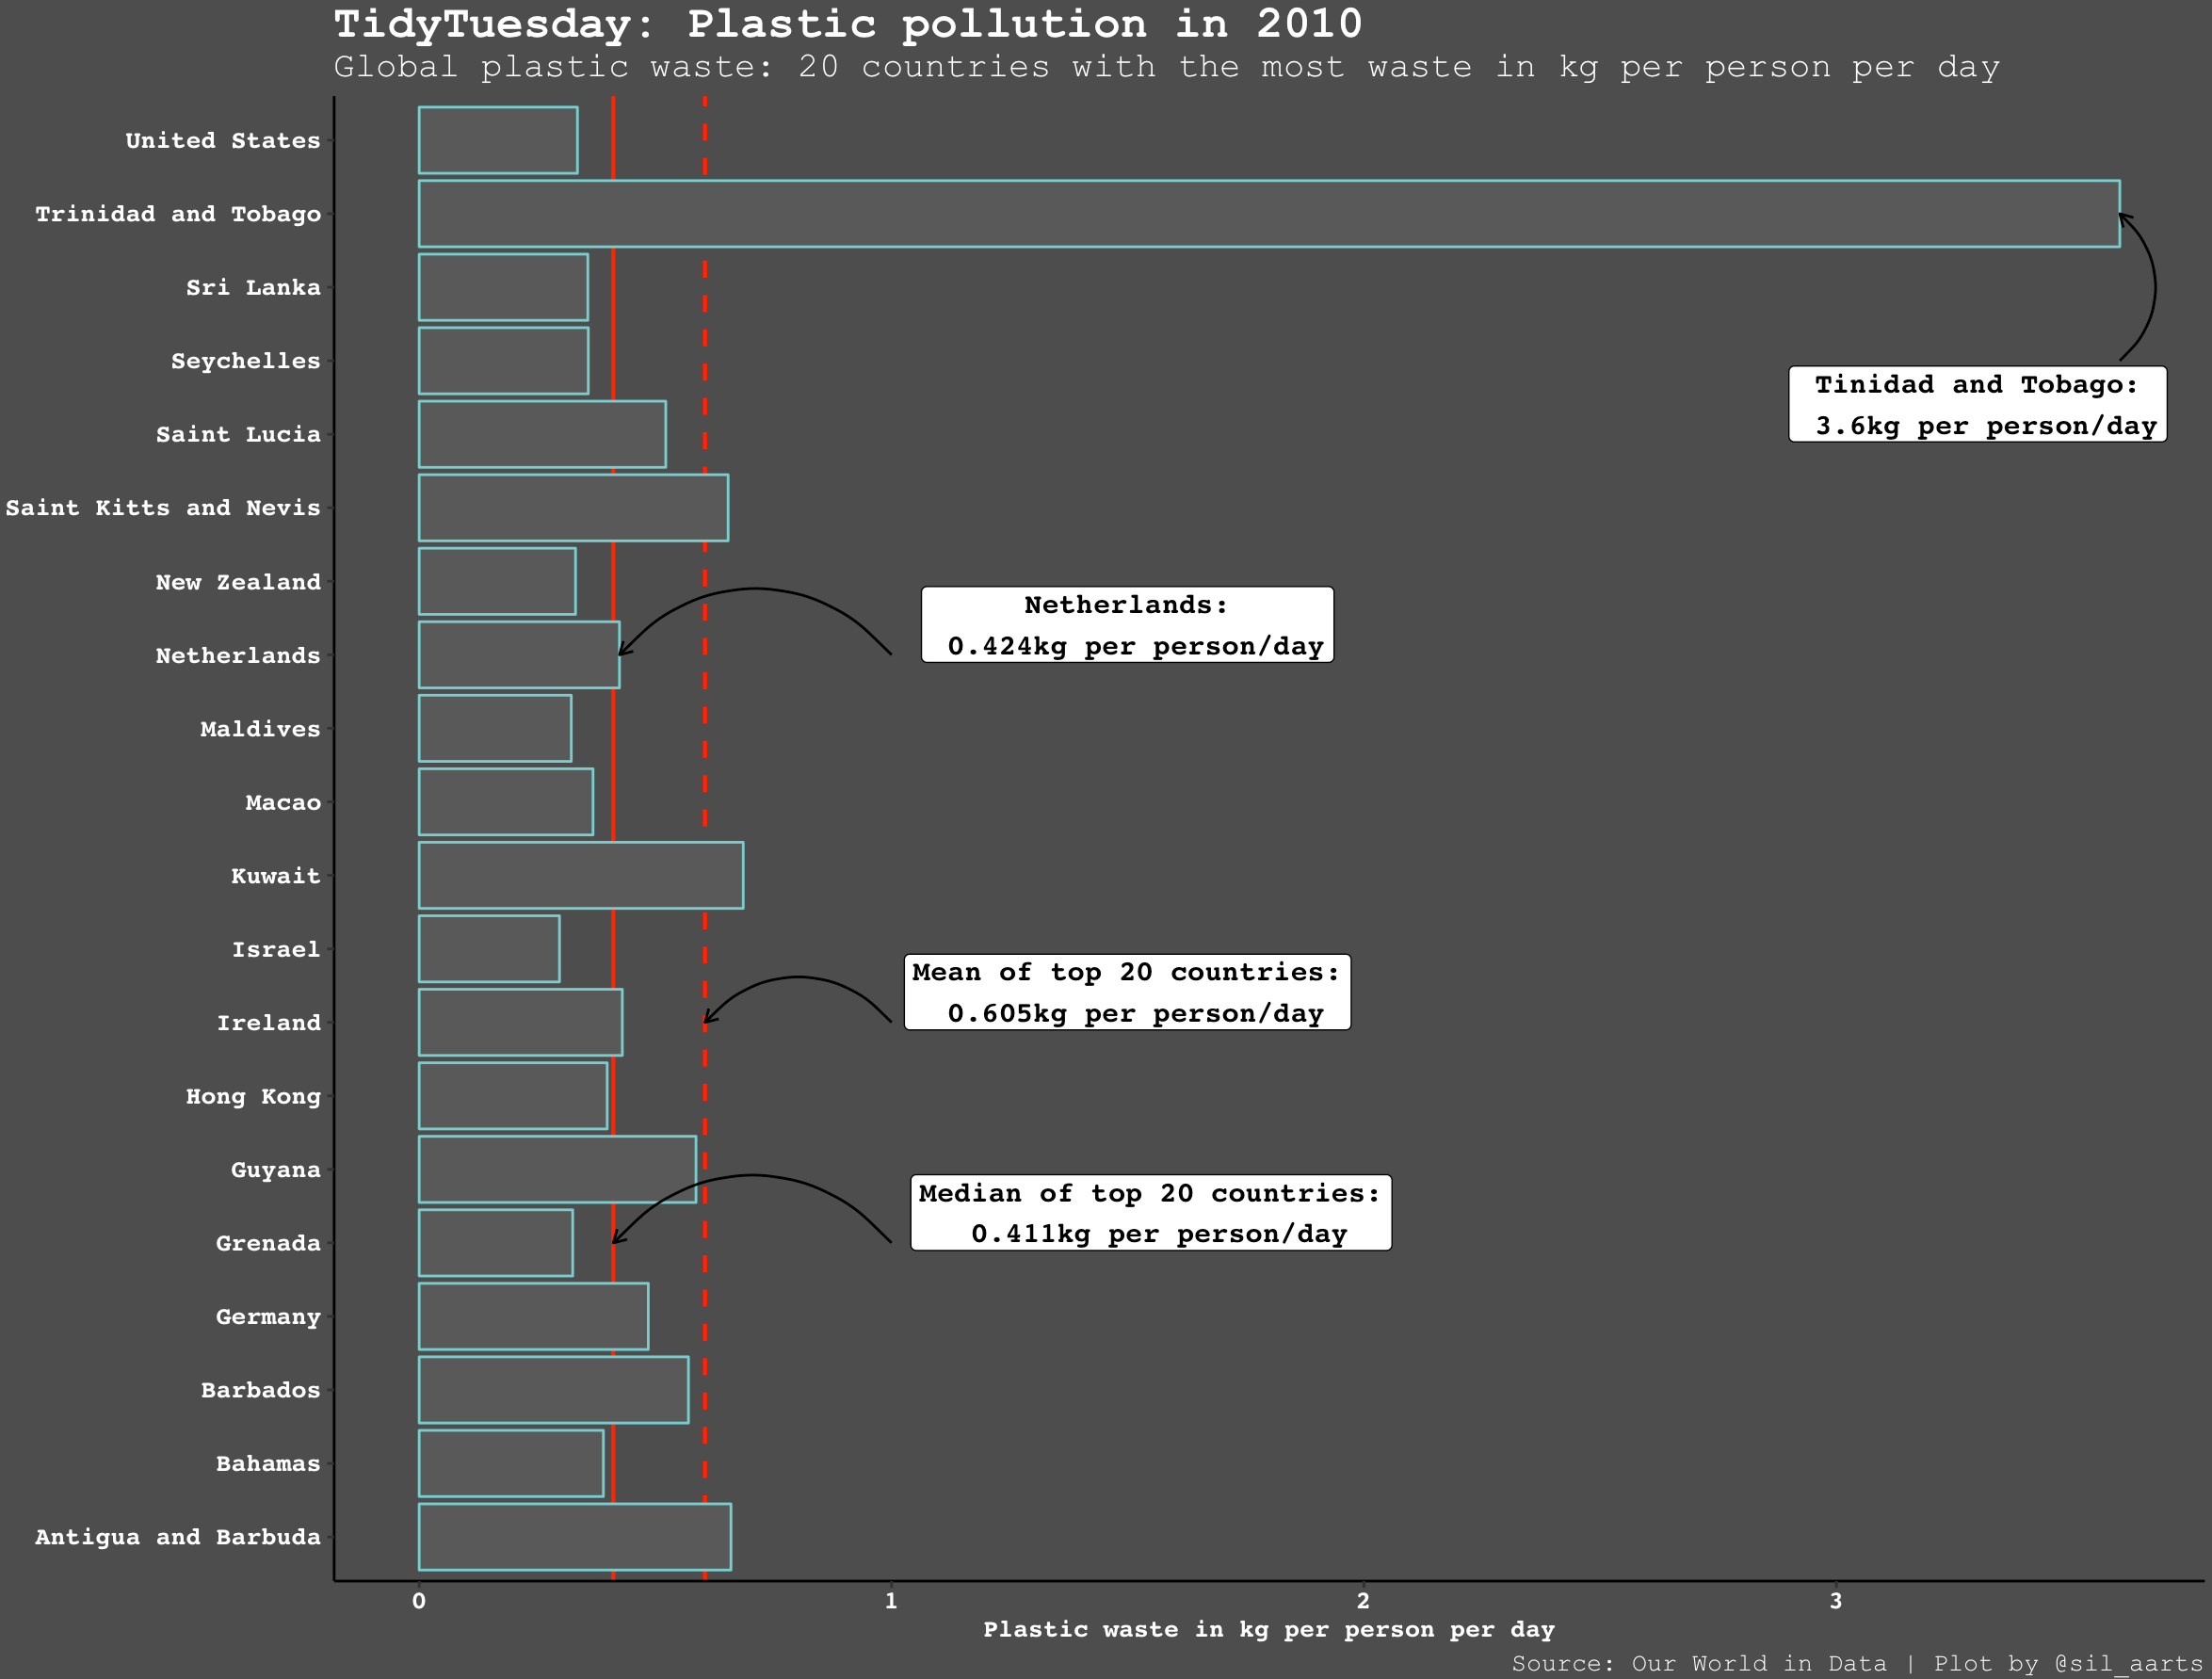 TidyTuesday: Plastic pollution in 2010
Global plastic waste: 20 countries with the most waste in kg per person per day
United States
Trinidad and Tobago
Sri Lanka
Seychelles
Saint Lucia
Saint Kitts and Nevis
New Zealand
Netherlands
Maldives
Macao
Kuwait
Israel
Ireland
Hong Kong
Guyana
Grenada
Germany
Barbados
Bahamas
Antigua and Barbuda
Tinidad and Tobago:
3.6kg per person/day
Netherlands:
0.424kg per person/day
Mean of top 20 countries:
0.605kg per person/day
Median of top 20 countries:
0.411kg per person/day
0 1 2 3
Plastic waste in kg per person per day
Source: Our World in Data | Plot by @sil_aarts